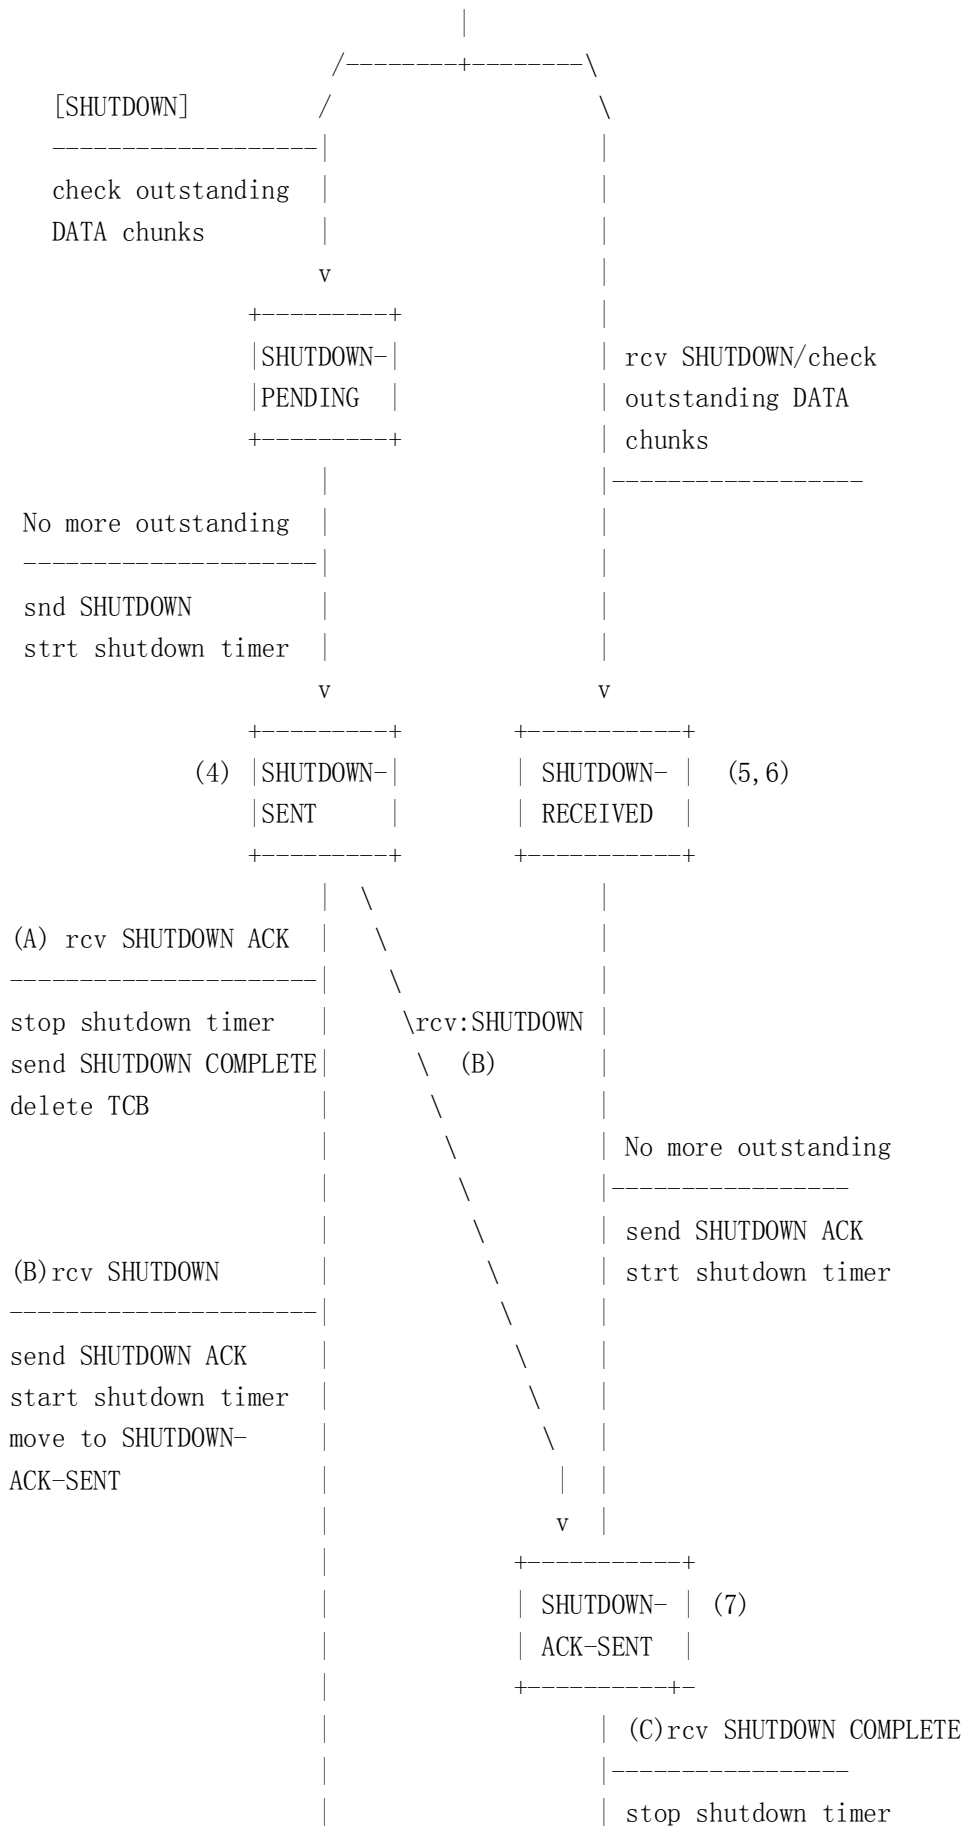 |
                       /--------+--------\
   [SHUTDOWN]         /                   \
   -------------------|                   |
   check outstanding  |                   |
   DATA chunks        |                   |
                      v                   |
                 +---------+              |
                 |SHUTDOWN-|              | rcv SHUTDOWN/check
                 |PENDING  |              | outstanding DATA
                 +---------+              | chunks
                      |                   |------------------
 No more outstanding  |                   |
 ---------------------|                   |
 snd SHUTDOWN         |                   |
 strt shutdown timer  |                   |
                      v                   v
                 +---------+        +-----------+
             (4) |SHUTDOWN-|        | SHUTDOWN- |  (5,6)
                 |SENT     |        | RECEIVED  |
                 +---------+        +-----------+
                      |  \                |
(A) rcv SHUTDOWN ACK  |   \               |
----------------------|    \              |
stop shutdown timer   |     \rcv:SHUTDOWN |
send SHUTDOWN COMPLETE|      \  (B)       |
delete TCB            |       \           |
                      |        \          | No more outstanding
                      |         \         |-----------------
                      |          \        | send SHUTDOWN ACK
(B)rcv SHUTDOWN       |           \       | strt shutdown timer
----------------------|            \      |
send SHUTDOWN ACK     |             \     |
start shutdown timer  |              \    |
move to SHUTDOWN-     |               \   |
ACK-SENT              |                |  |
                      |                v  |
                      |             +-----------+
                      |             | SHUTDOWN- | (7)
                      |             | ACK-SENT  |
                      |             +----------+-
                      |                   | (C)rcv SHUTDOWN COMPLETE
                      |                   |-----------------
                      |                   | stop shutdown timer